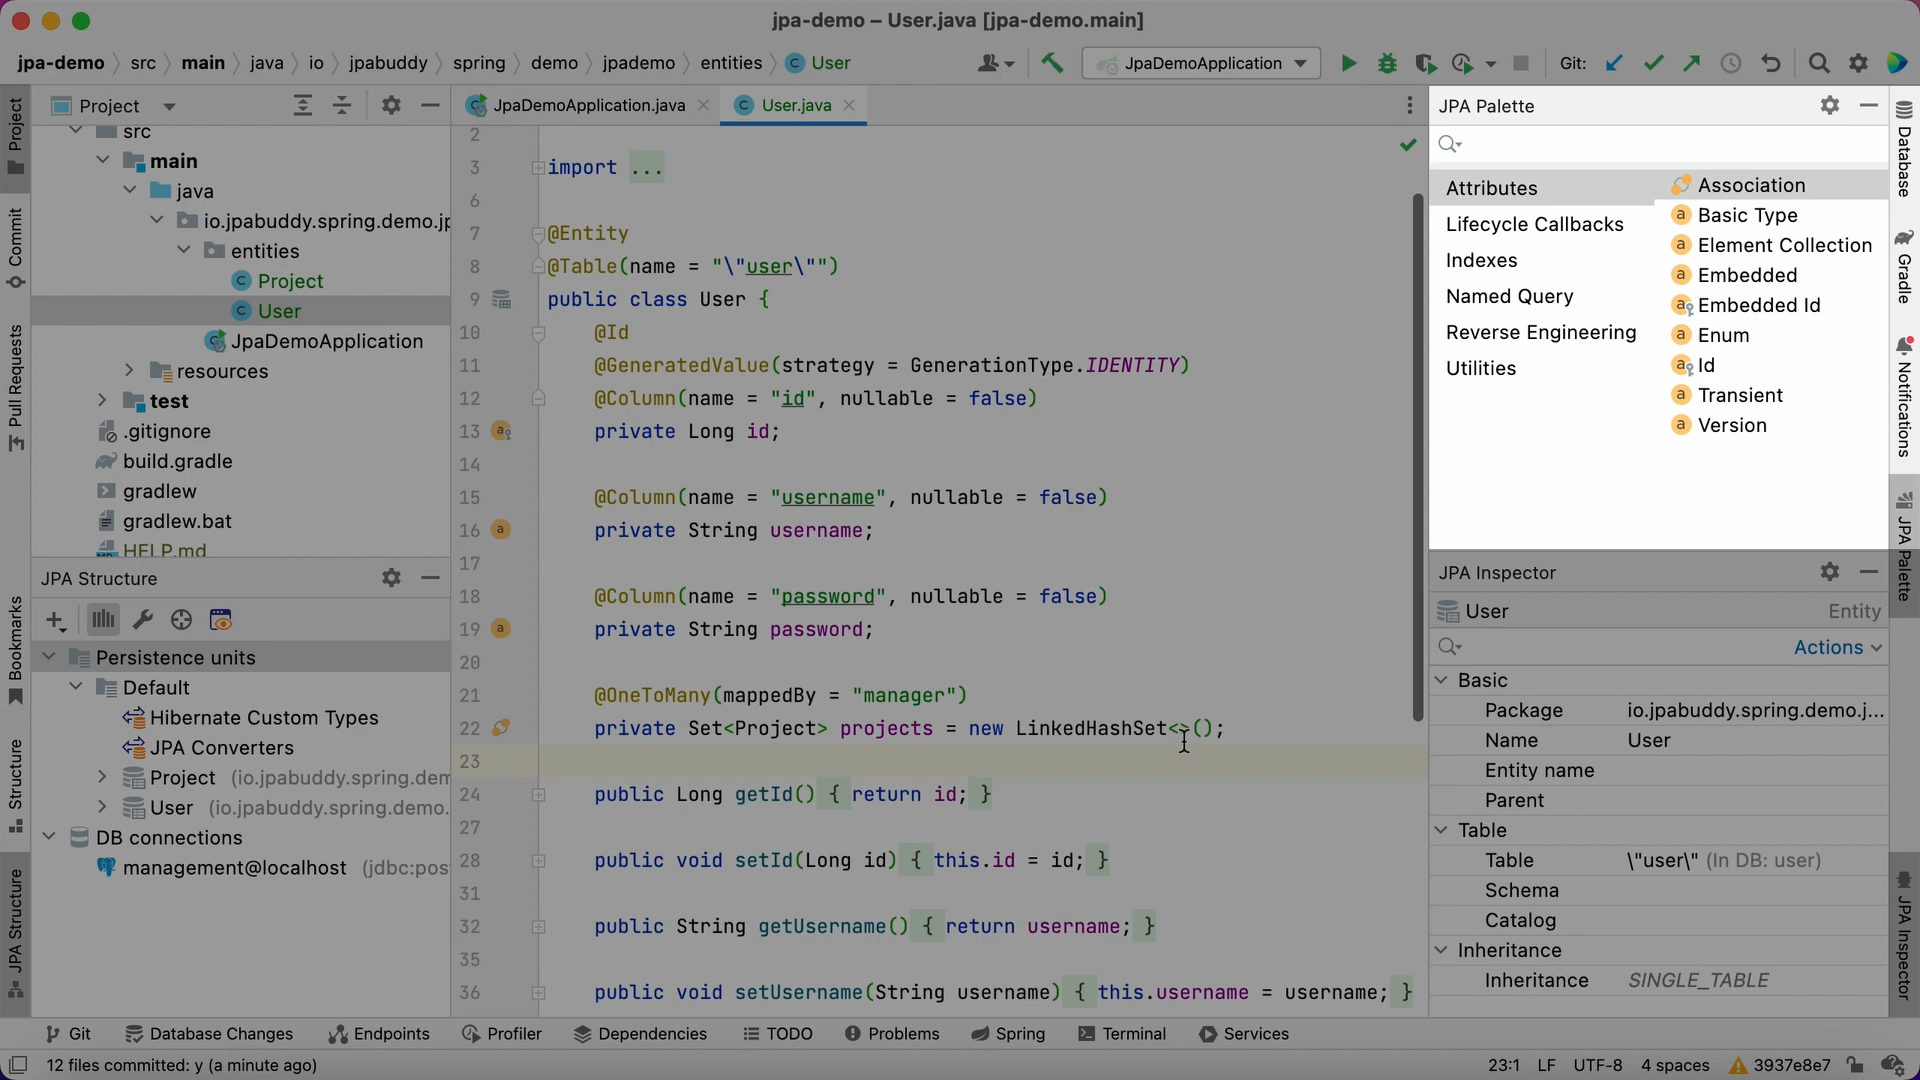 jpa-demo – User.java [jpa-demo.main]
jpa-demo src main java io jpabuddy spring demo jpademo entities User
JpaDemoApplication
Git:
Project
JpaDemoApplication.java User.java
src
main
java
io.jpabuddy.spring.demo.jp
entities
Project
User
JpaDemoApplication
resources
test
.gitignore
build.gradle
gradlew
gradlew.bat
HELP.md
JPA Structure
Persistence units
Default
Hibernate Custom Types
JPA Converters
Project (io.jpabuddy.spring.dem
User (io.jpabuddy.spring.demo.
DB connections
management@localhost (jdbc:pos
Project
Commit
Pull Requests
Bookmarks
Structure
JPA Structure
2
3 import ...
6
7 @Entity
8 @Table(name = "\"user\"")
9 public class User {
10 @Id
11 @GeneratedValue(strategy = GenerationType.IDENTITY)
12 @Column(name = "id", nullable = false)
13 private Long id;
14
15 @Column(name = "username", nullable = false)
16 private String username;
17
18 @Column(name = "password", nullable = false)
19 private String password;
20
21 @OneToMany(mappedBy = "manager")
22 private Set<Project> projects = new LinkedHashSet<>();
23
24 public Long getId() { return id; }
27
28 public void setId(Long id) { this.id = id; }
31
32 public String getUsername() { return username; }
35
36 public void setUsername(String username) { this.username = username; }
JPA Palette
Attributes
Lifecycle Callbacks
Indexes
Named Query
Reverse Engineering
Utilities
Association
Basic Type
Element Collection
Embedded
Embedded Id
Enum
Id
Transient
Version
JPA Inspector
User Entity
Actions
Basic
Package io.jpabuddy.spring.demo.j...
Name User
Entity name
Parent
Table
Table \"user\" (In DB: user)
Schema
Catalog
Inheritance
Inheritance SINGLE_TABLE
Database
Gradle
Notifications
JPA Palette
JPA Inspector
Git Database Changes Endpoints Profiler Dependencies TODO Problems Spring Terminal Services
12 files committed: y (a minute ago) 23:1 LF UTF-8 4 spaces 3937e8e7